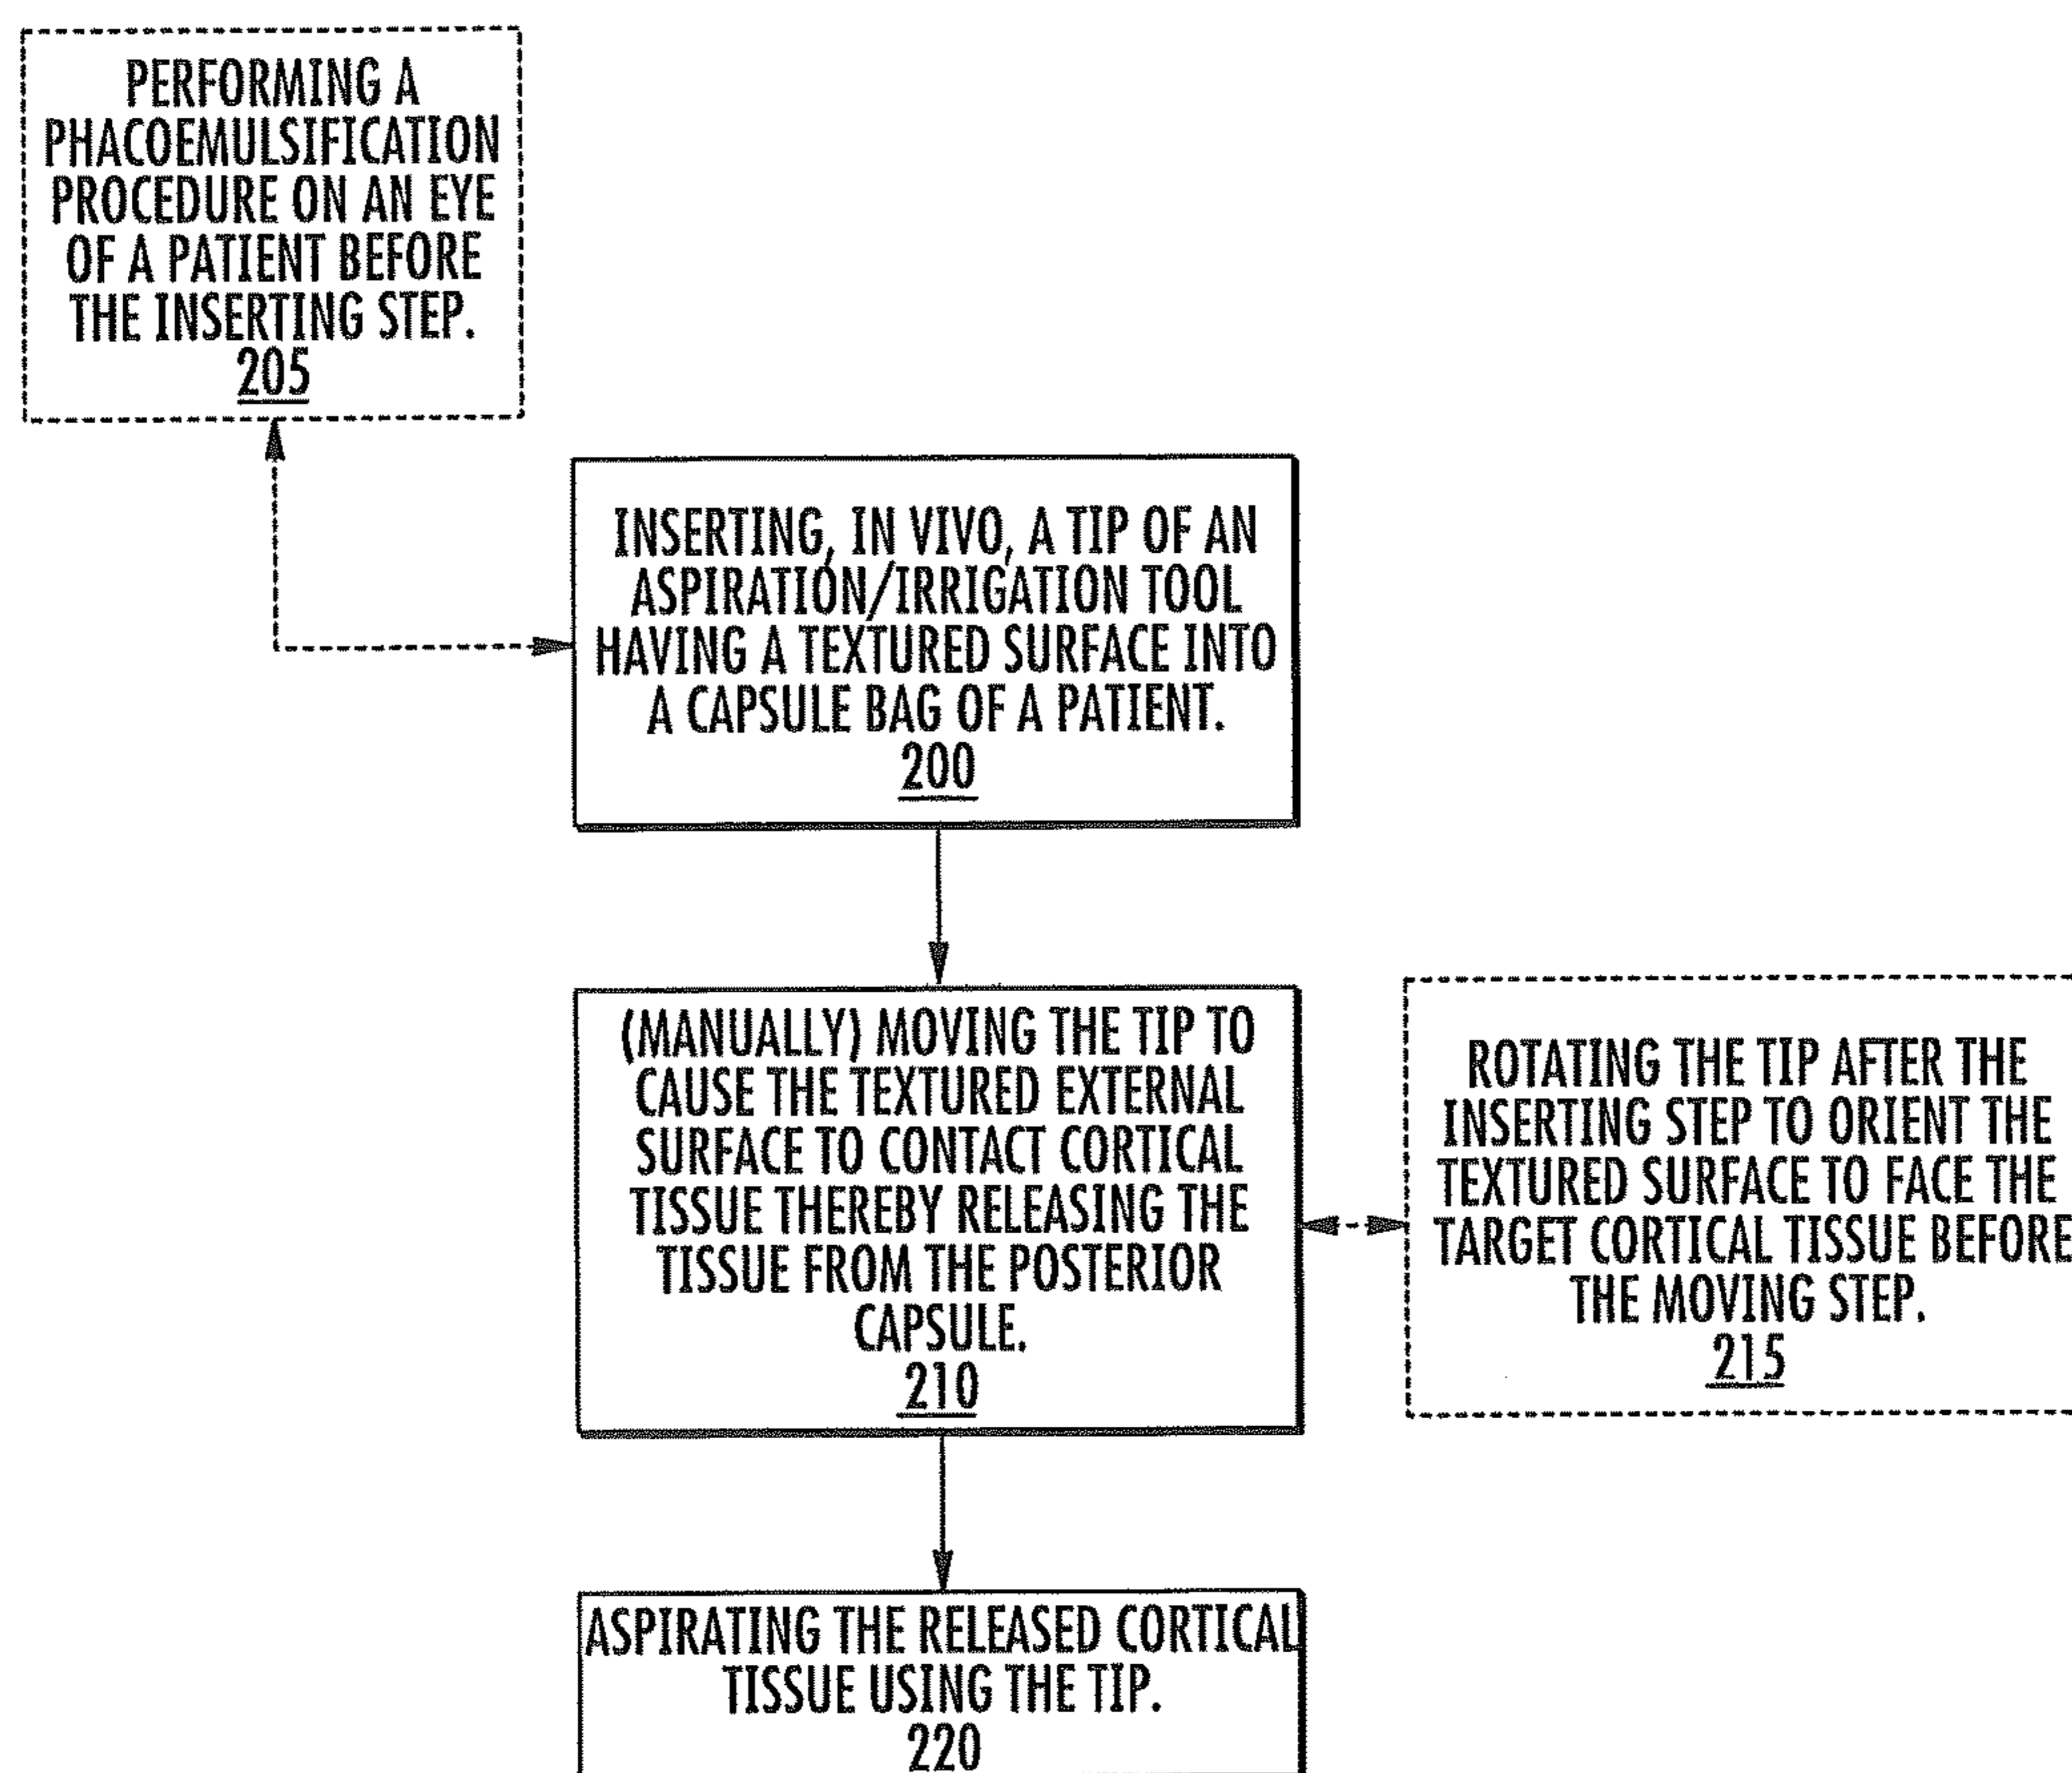 PERFORMING A
PHACOEMULSIFICATION
PROCEDURE ON AN EYE
OF A PATIENT BEFORE
THE INSERTING STEP.
205
INSERTING, IN VIVO, A TIP OF AN
ASPIRATION/IRRIGATION TOOL
HAVING A TEXTURED SURFACE INTO
A CAPSULE BAG OF A PATIENT.
200
(MANUALLY) MOVING THE TIP TO
CAUSE THE TEXTURED EXTERNAL
SURFACE TO CONTACT CORTICAL
TISSUE THEREBY RELEASING THE
TISSUE FROM THE POSTERIOR
CAPSULE.
210
ROTATING THE TIP AFTER THE
INSERTING STEP TO ORIENT THE
TEXTURED SURFACE TO FACE THE
TARGET CORTICAL TISSUE BEFORE
THE MOVING STEP.
215
ASPIRATING THE RELEASED CORTICAL
TISSUE USING THE TIP.
220